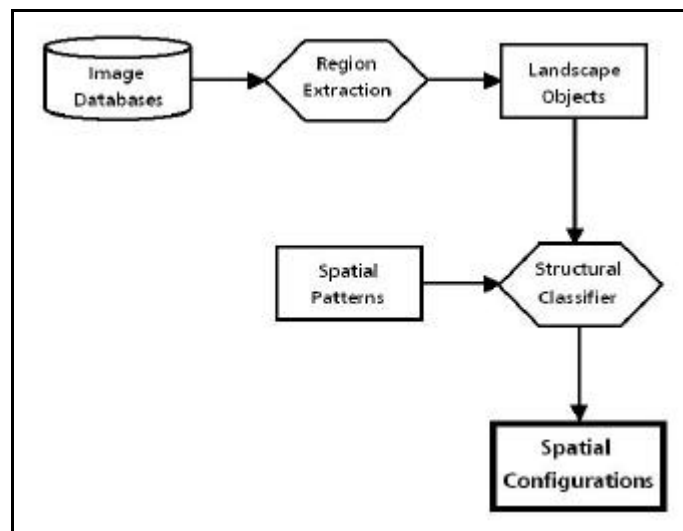 Image
Databases
Region
Extraction
Landscape
Objects
Spatial
Patterns
Structural
Classifier
Spatial
Configurations